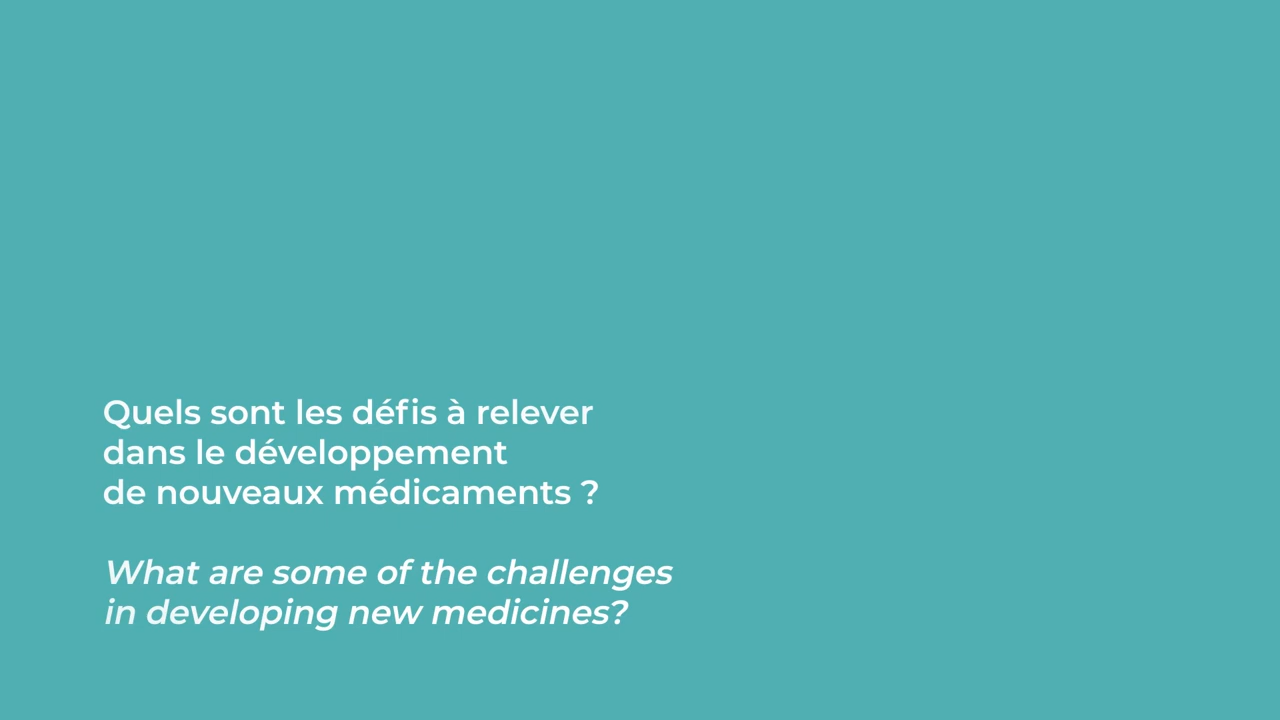 Quels sont les défis à relever
dans le développement
de nouveaux médicaments ?
What are some of the challenges
in developing new medicines?